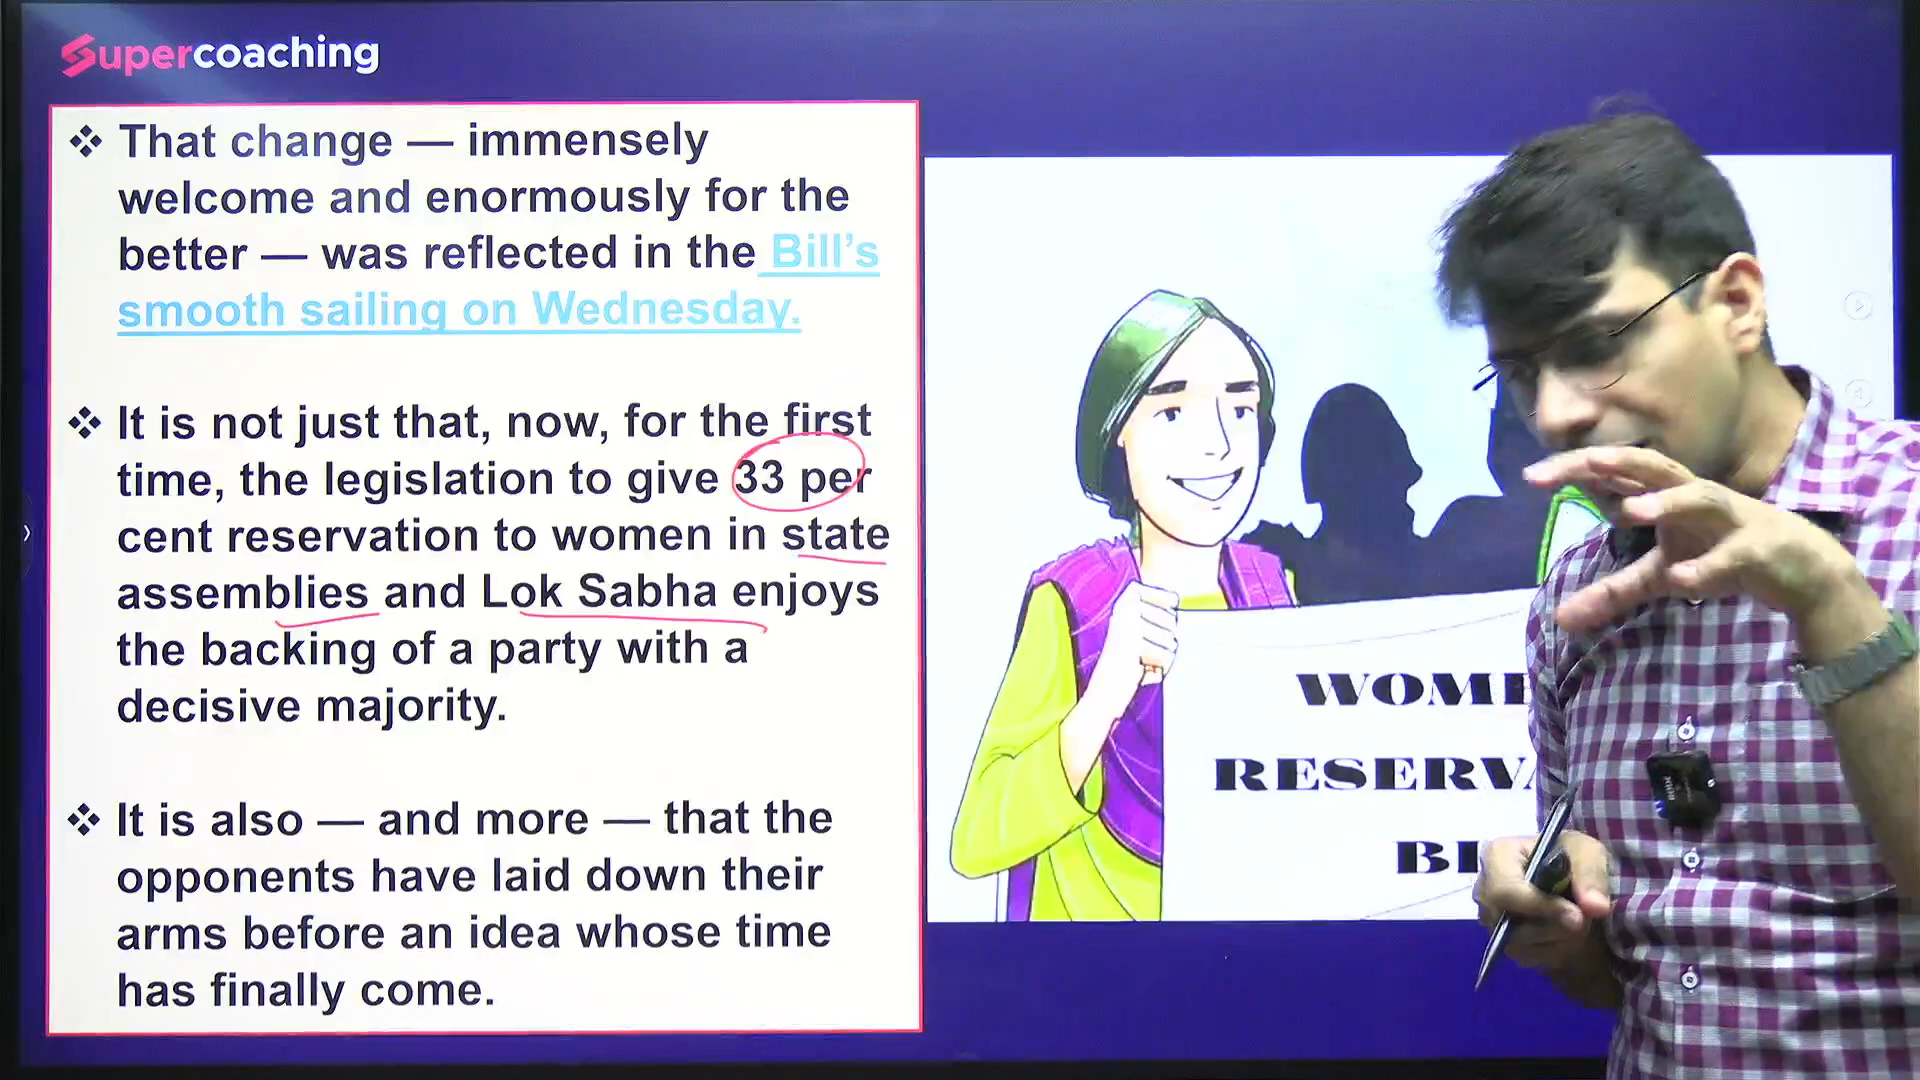 Supercoaching
❖ That change — immensely
welcome and enormously for the
better — was reflected in the Bill's
smooth sailing on Wednesday.
❖ It is not just that, now, for the first
time, the legislation to give 33 per
cent reservation to women in state
assemblies and Lok Sabha enjoys
the backing of a party with a
decisive majority.
❖ It is also — and more — that the
opponents have laid down their
arms before an idea whose time
has finally come.
WOME
RESERV
BI